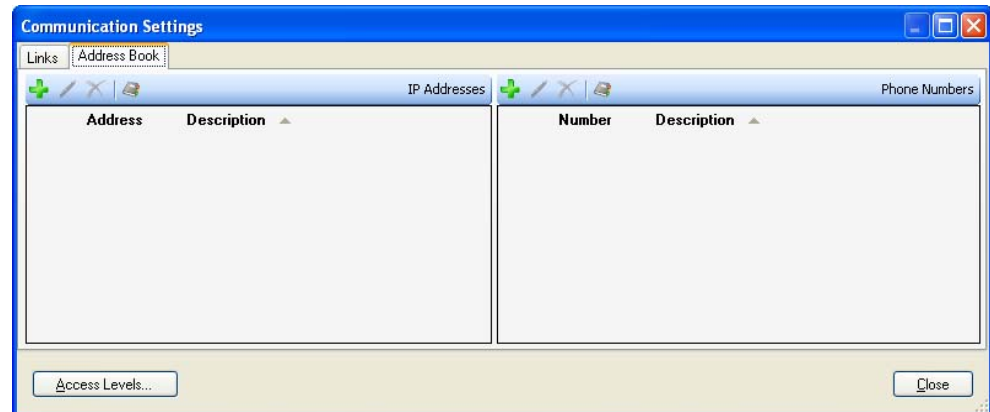 Communication Settings
Links Address Book
IP Addresses Phone Numbers
Address Description Number Description
Access Levels... Close